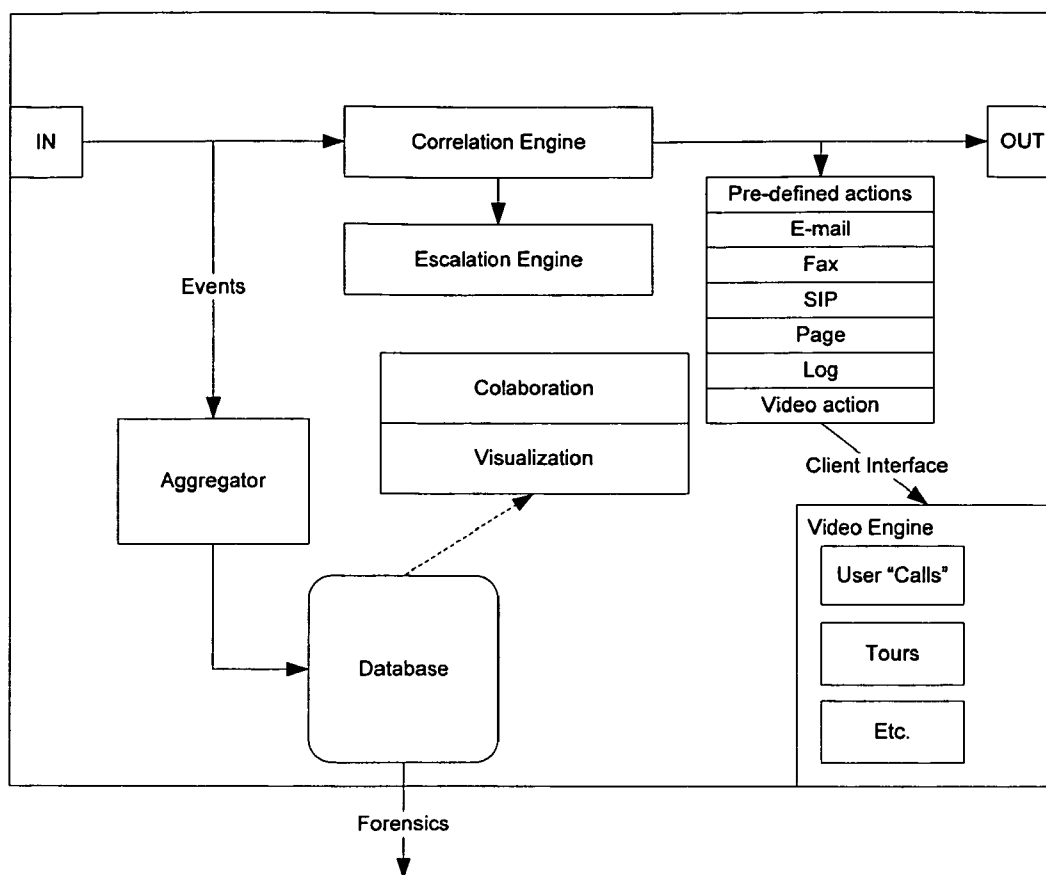 IN
Correlation Engine
OUT
Pre-defined actions
E-mail
Fax
SIP
Page
Log
Video action
Escalation Engine
Events
Colaboration
Visualization
Aggregator
Client Interface
Video Engine
User “Calls”
Tours
Etc.
Database
Forensics